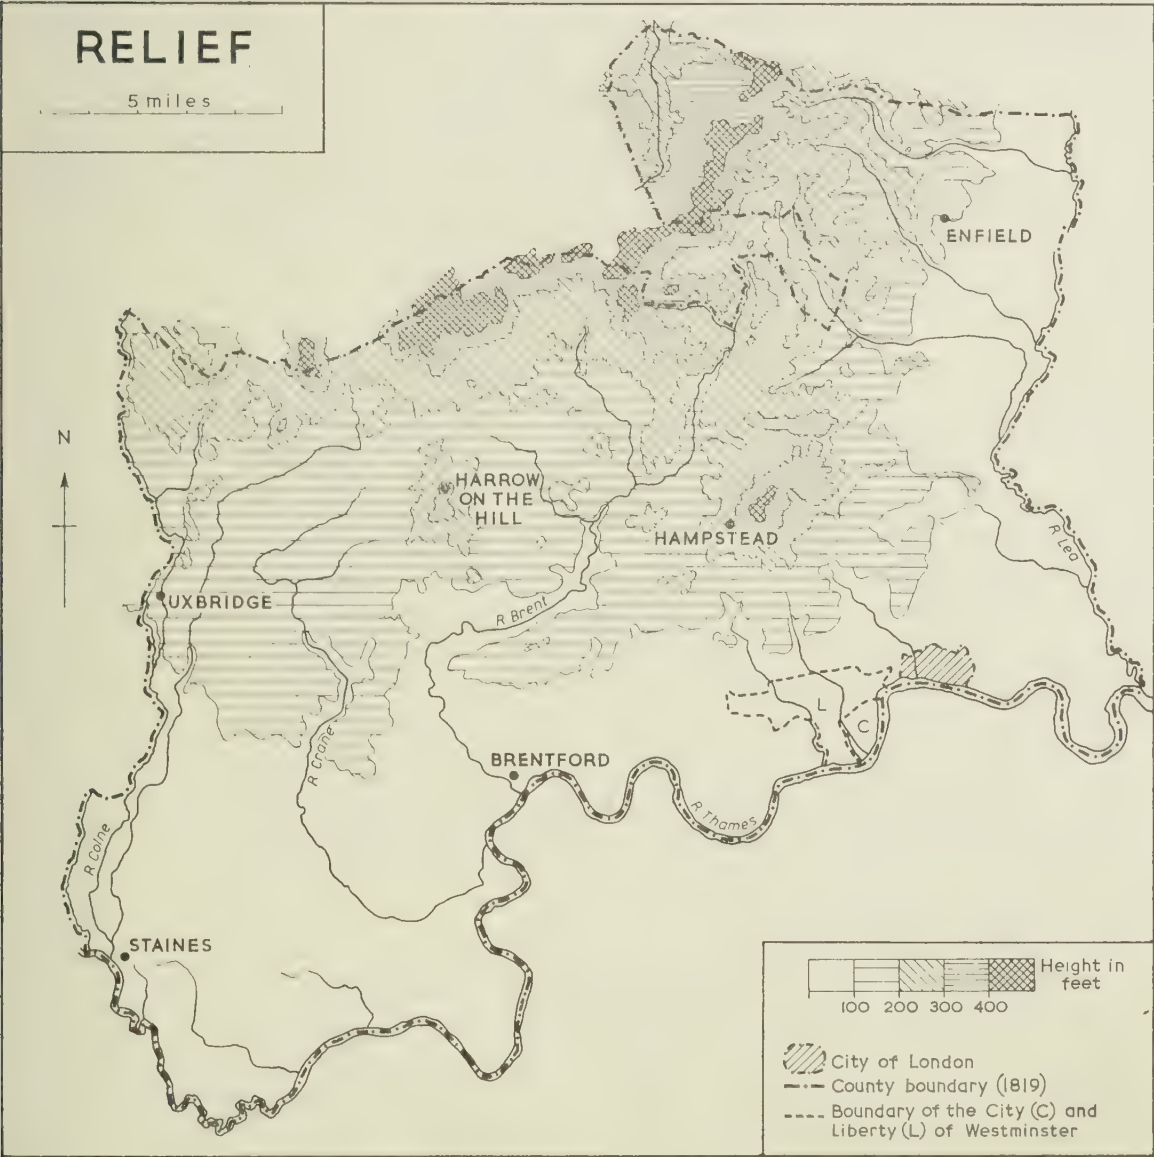 RELIEF
5 miles
N
ENFIELD
HARROW
ON THE
HILL
HAMPSTEAD
R Lea
UXBRIDGE
R Brent
L
C
R Crane
BRENTFORD
R Thames
R Colne
STAINES
Height in
feet
100 200 300 400
City of London
County boundary (1819)
Boundary of the City (C) and
Liberty (L) of Westminster